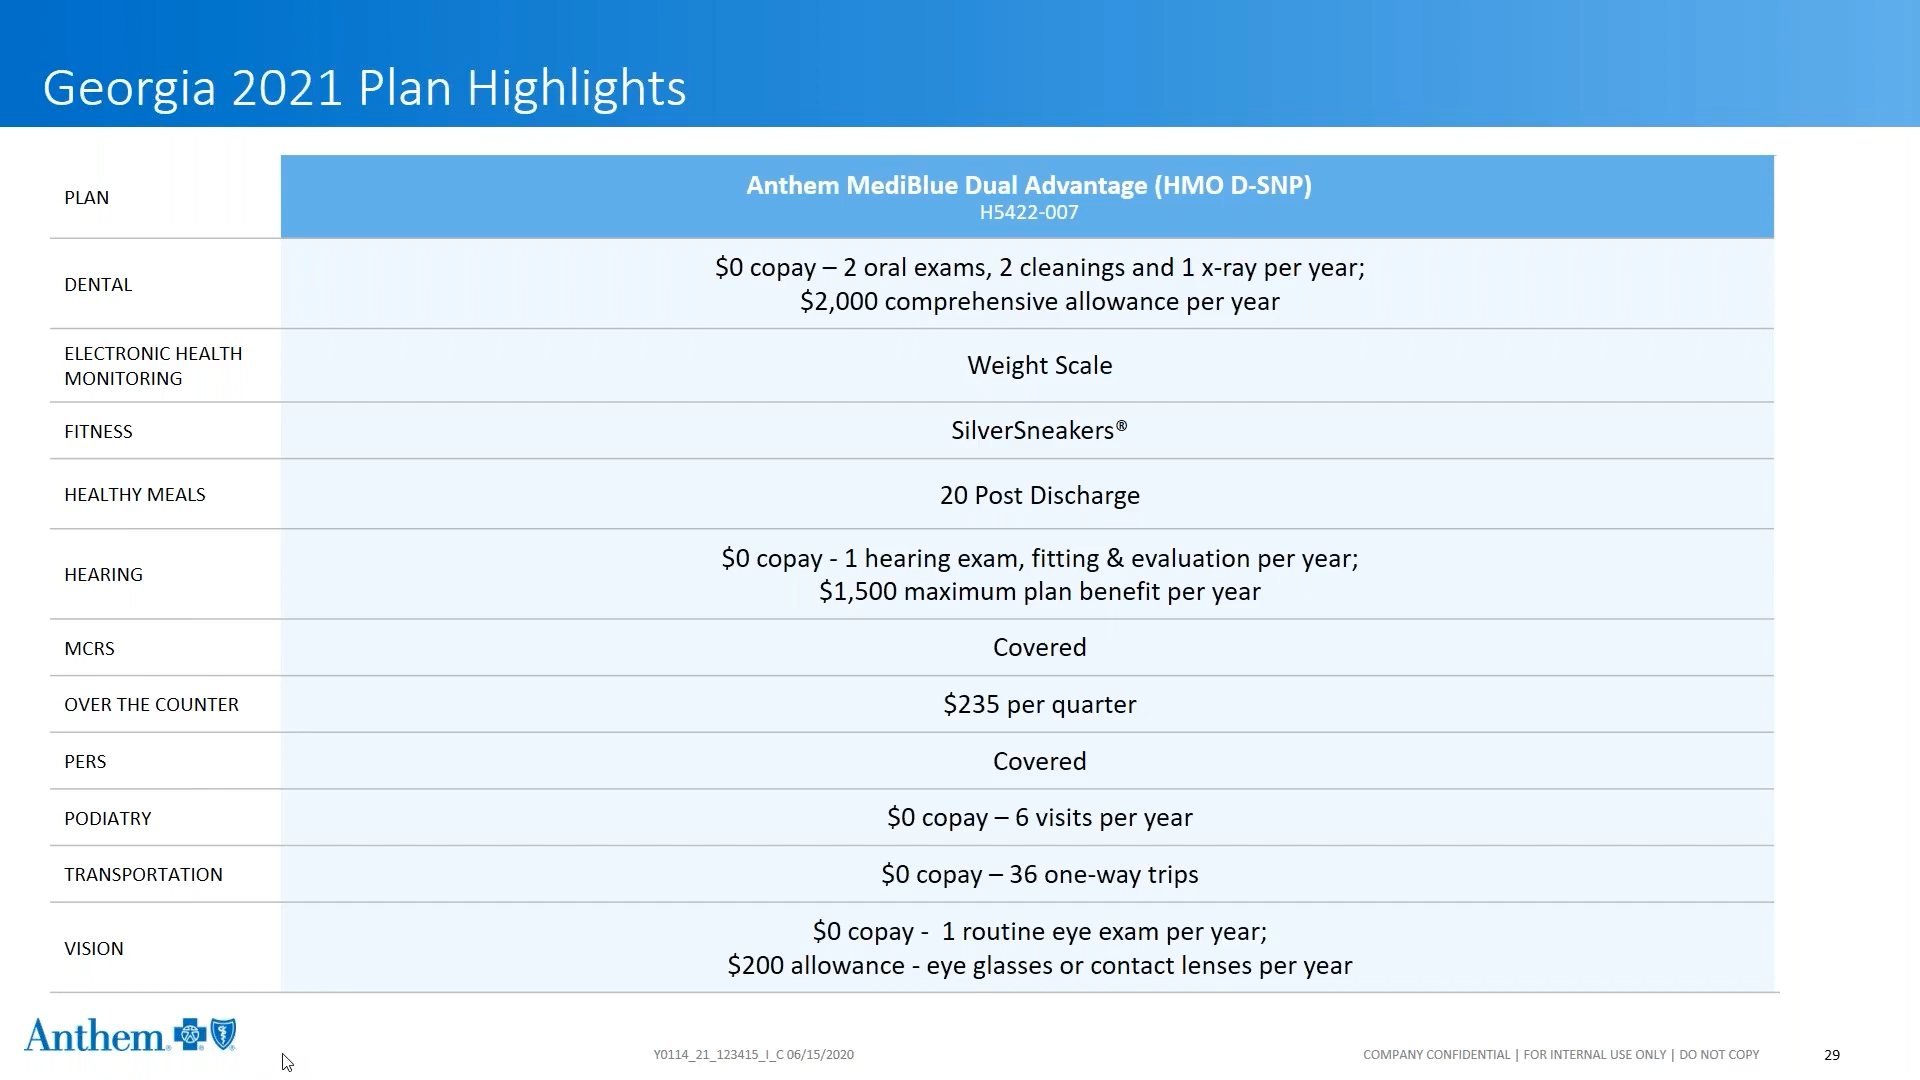 Georgia 2021 Plan Highlights
PLAN
Anthem MediBlue Dual Advantage (HMO D-SNP)
H5422-007
DENTAL
$0 copay – 2 oral exams, 2 cleanings and 1 x-ray per year;
$2,000 comprehensive allowance per year
ELECTRONIC HEALTH
MONITORING
Weight Scale
FITNESS
SilverSneakers®
HEALTHY MEALS
20 Post Discharge
HEARING
$0 copay - 1 hearing exam, fitting & evaluation per year;
$1,500 maximum plan benefit per year
MCRS
Covered
OVER THE COUNTER
$235 per quarter
PERS
Covered
PODIATRY
$0 copay – 6 visits per year
TRANSPORTATION
$0 copay – 36 one-way trips
VISION
$0 copay -  1 routine eye exam per year;
$200 allowance - eye glasses or contact lenses per year
Anthem
Y0114_21_123415_I_C 06/15/2020
COMPANY CONFIDENTIAL | FOR INTERNAL USE ONLY | DO NOT COPY
29